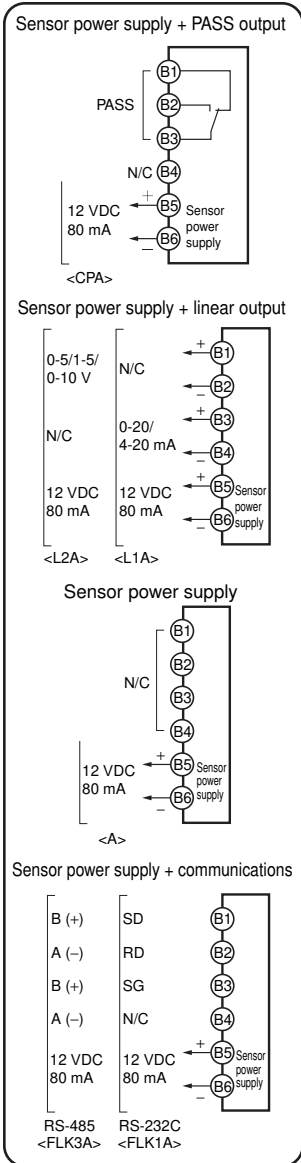 Sensor power supply + PASS output
B1
PASS
B2
B3
N/C B4
+
12 VDC
80 mA
B5
B6
−
Sensor
power
supply
<CPA>
Sensor power supply + linear output
0-5/1-5/
0-10 V
N/C
+
B1
−
B2
N/C
0-20/
4-20 mA
+
B3
−
B4
12 VDC
80 mA
12 VDC
80 mA
+
B5
−
B6
Sensor
power
supply
<L2A> <L1A>
Sensor power supply
B1
B2
N/C
B3
B4
12 VDC
80 mA
+
B5
−
B6
Sensor
power
supply
<A>
Sensor power supply + communications
B (+) SD B1
A (−) RD B2
B (+) SG B3
A (−) N/C B4
12 VDC
80 mA
12 VDC
80 mA
+
B5
−
B6
Sensor
power
supply
RS-485 RS-232C
<FLK3A> <FLK1A>